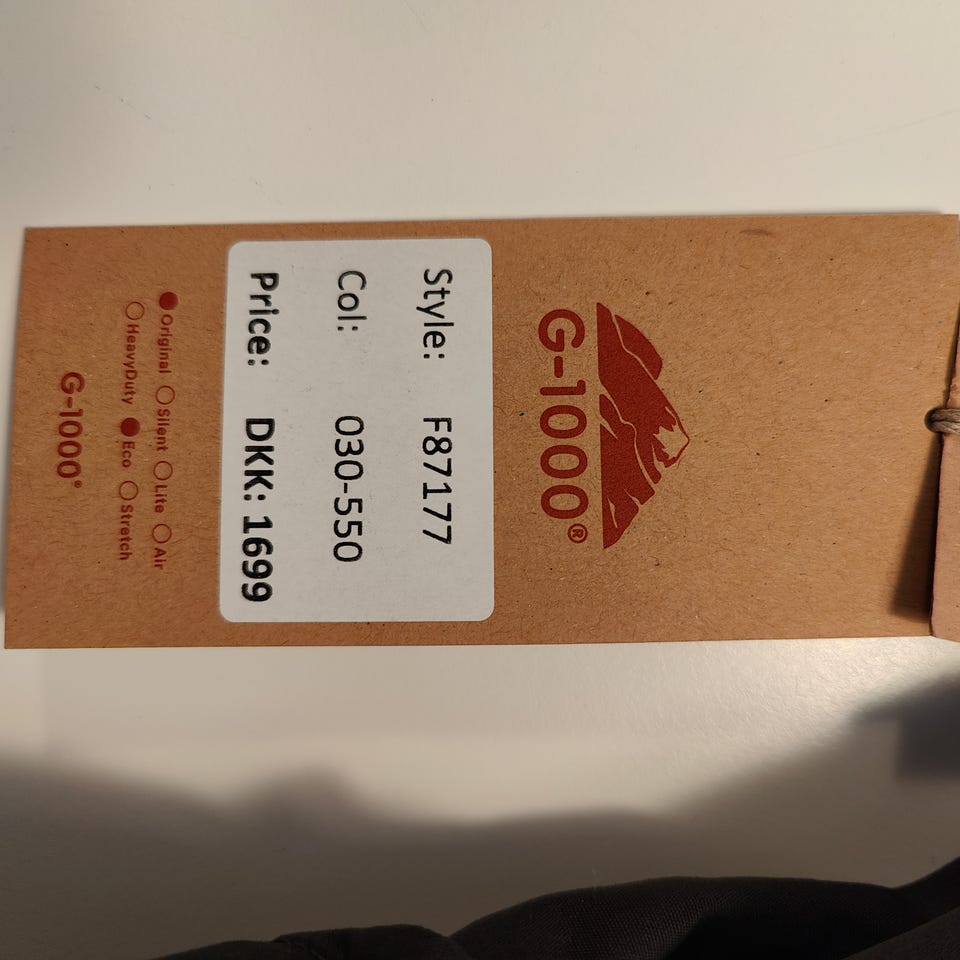 G-1000®
Style: F87177
Col: 030-550
Price: DKK: 1699
Original Silent Lite Air
HeavyDuty Eco Stretch
G-1000®